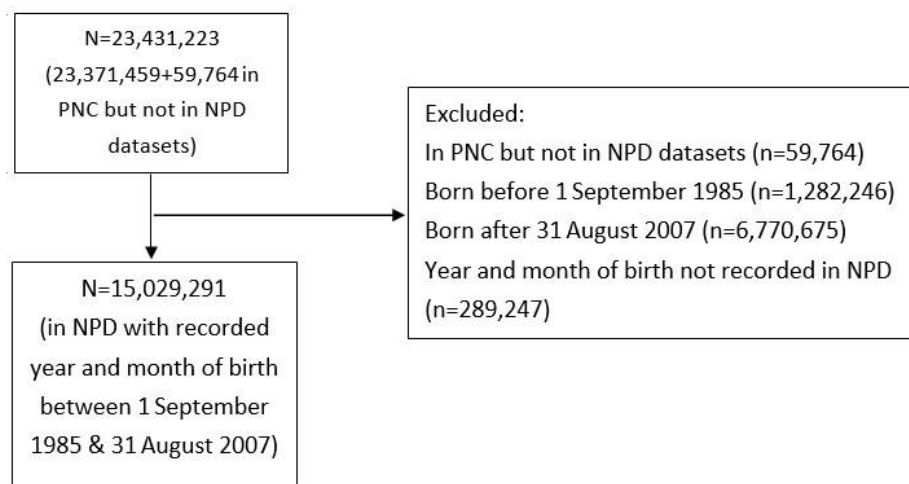 N=23,431,223
(23,371,459+59,764 in
PNC but not in NPD
datasets)
Excluded:
In PNC but not in NPD datasets (n=59,764)
Born before 1 September 1985 (n=1,282,246)
Born after 31 August 2007 (n=6,770,675)
Year and month of birth not recorded in NPD
(n=289,247)
N=15,029,291
(in NPD with recorded
year and month of birth
between 1 September
1985 & 31 August 2007)